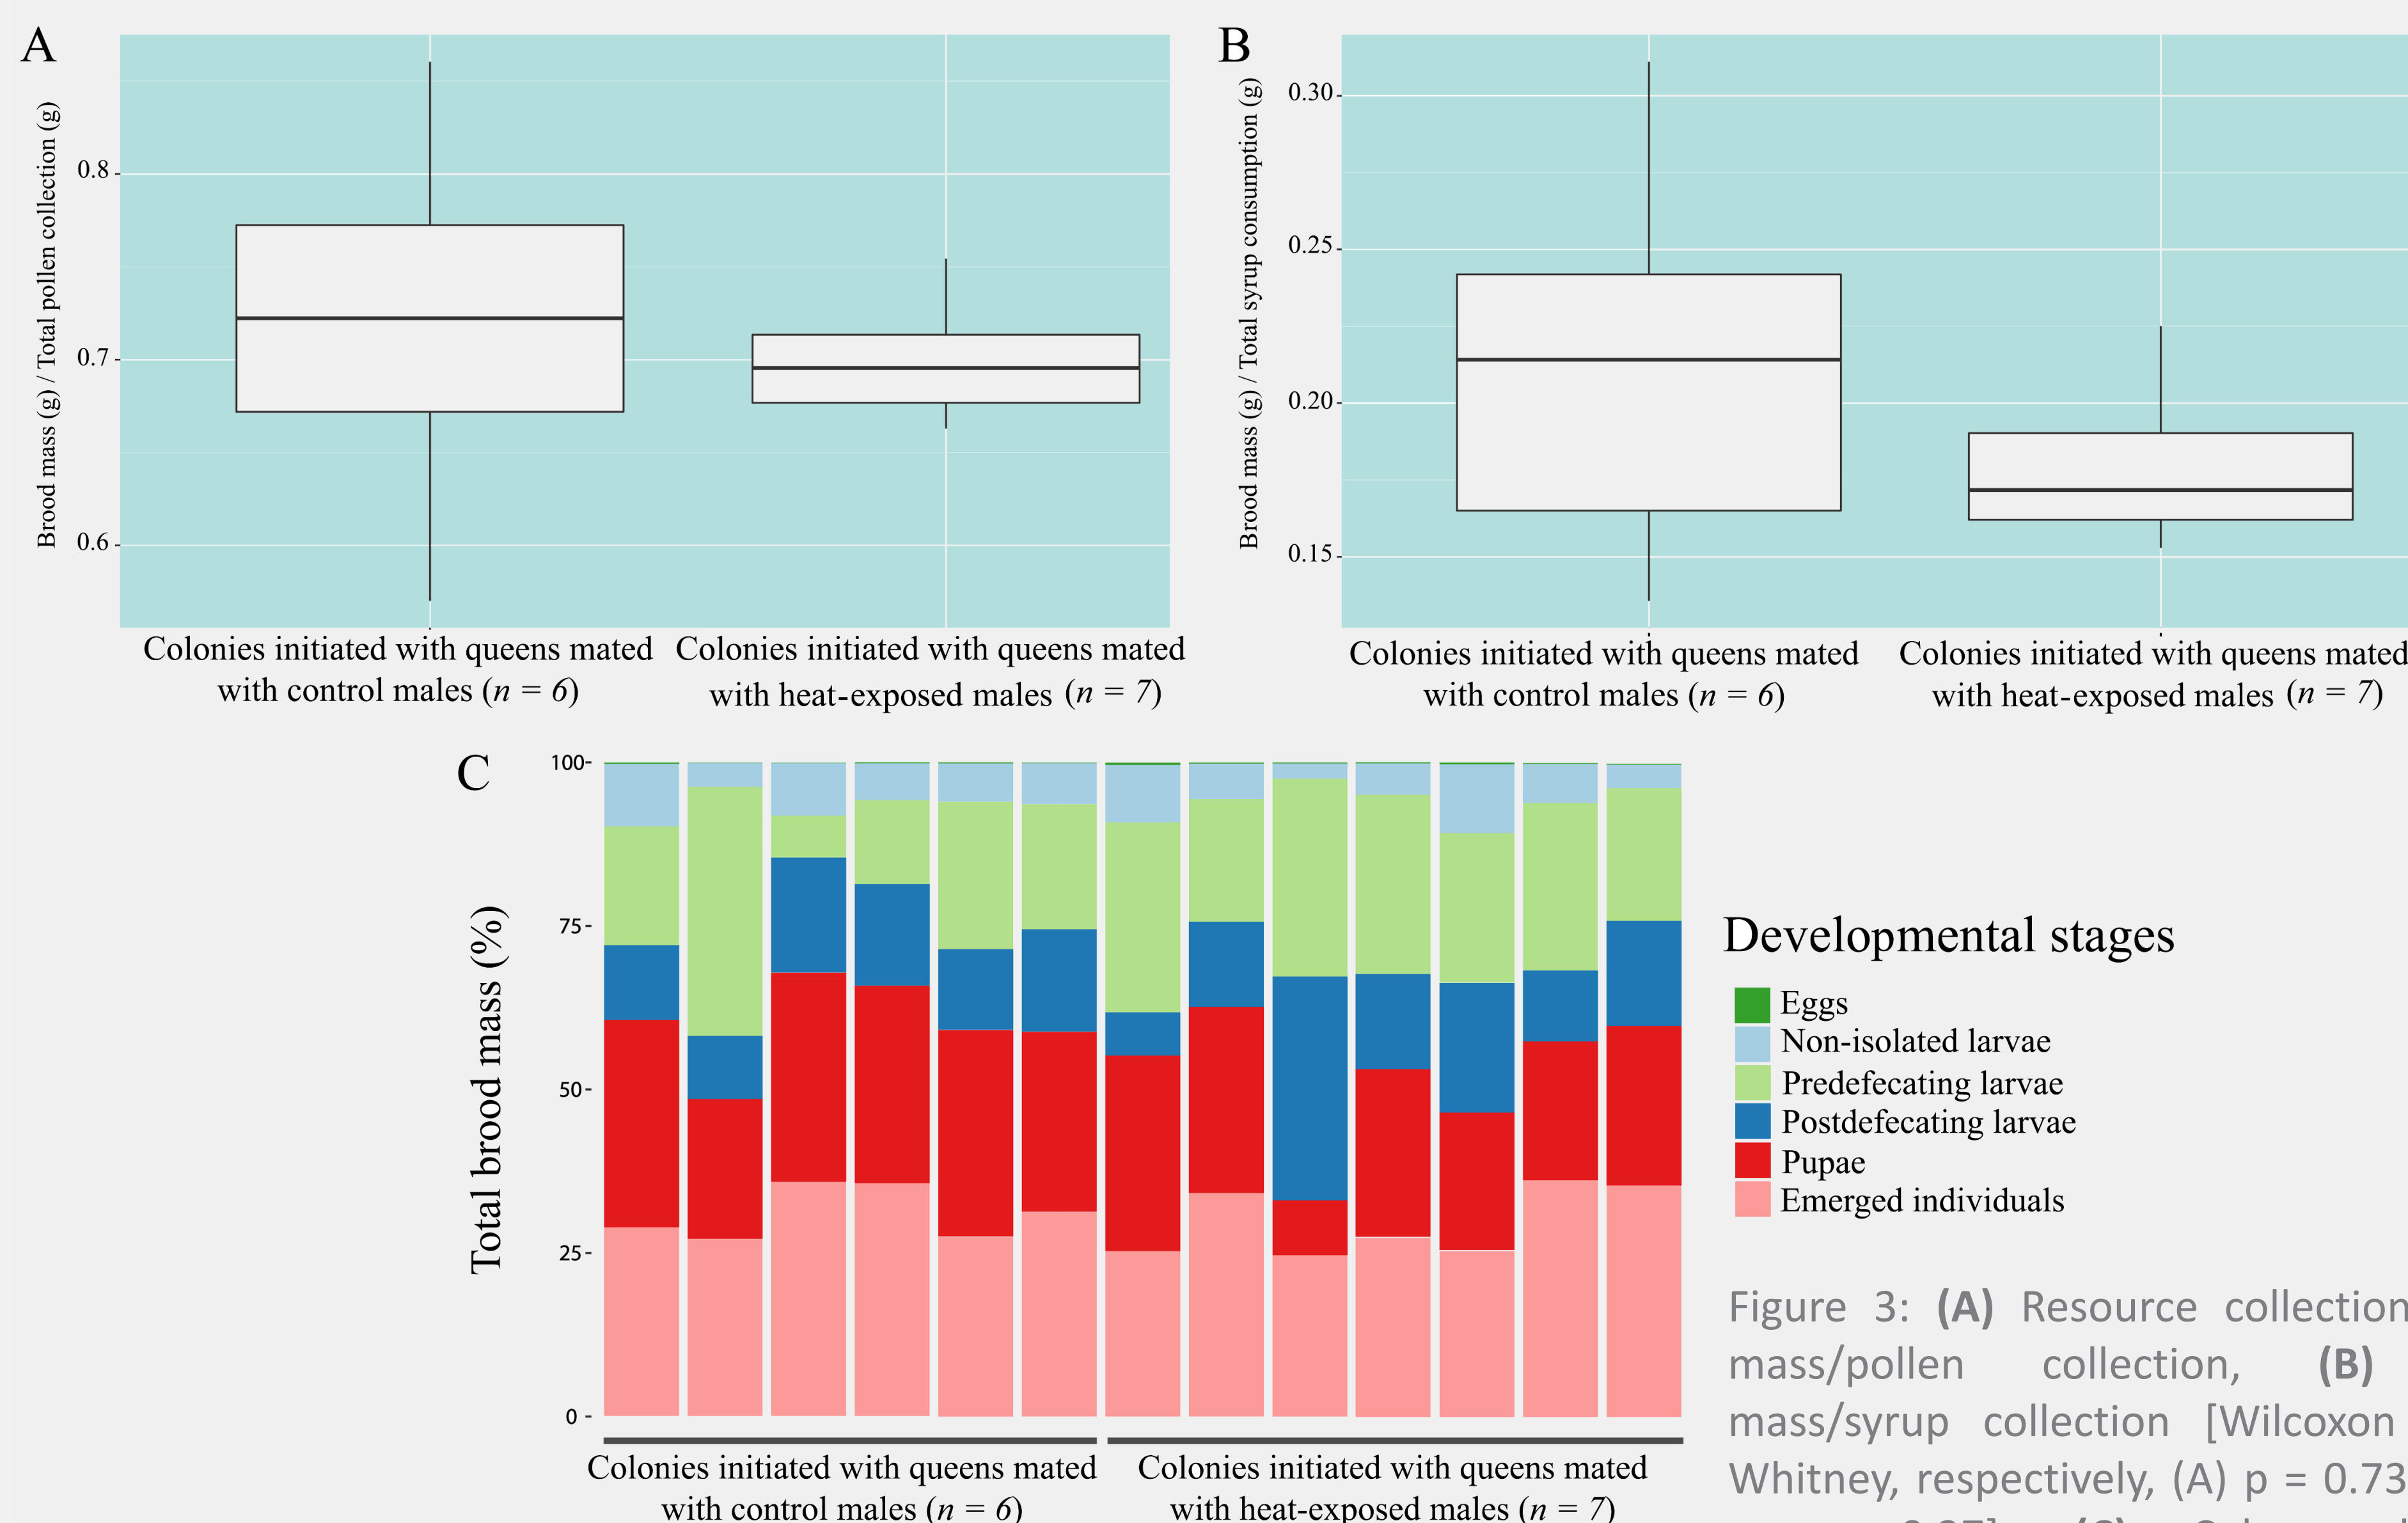 A
Brood mass (g) / Total pollen collection (g)
0.8
0.7
0.6
Colonies initiated with queens mated
with control males (n = 6)
Colonies initiated with queens mated
with heat-exposed males (n = 7)
B
Brood mass (g) / Total syrup consumption (g)
0.30
0.25
0.20
0.15
Colonies initiated with queens mated
with control males (n = 6)
Colonies initiated with queens mated
with heat-exposed males (n = 7)
C
Total brood mass (%)
100
75
50
25
0
Colonies initiated with queens mated
with control males (n = 6)
Colonies initiated with queens mated
with heat-exposed males (n = 7)
Developmental stages
Eggs
Non-isolated larvae
Predefecating larvae
Postdefecating larvae
Pupae
Emerged individuals
Figure 3: (A) Resource collection
mass/pollen collection, (B)
mass/syrup collection [Wilcoxon
Whitney, respectively, (A) p = 0.73